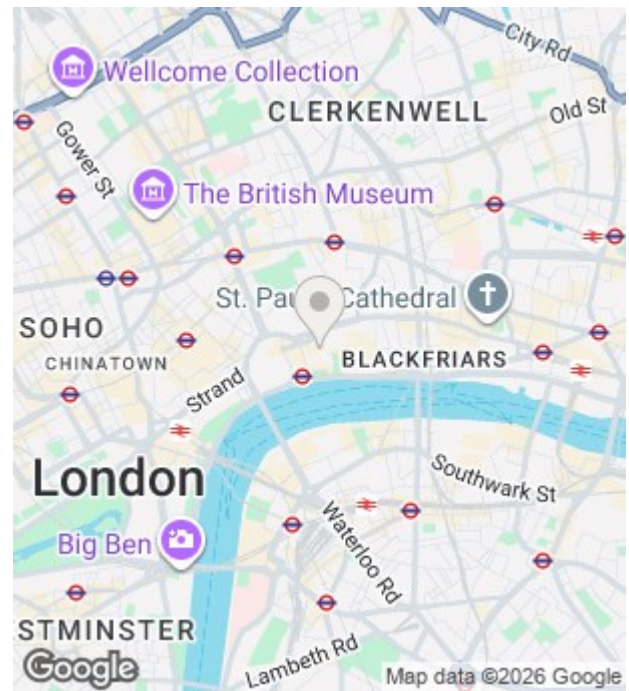 City Rd
Wellcome Collection
CLERKENWELL
Old St
Gower St
The British Museum
St. Pau Cathedral
SOHO
CHINATOWN
BLACKFRIARS
Strand
London
Southwark St
Big Ben
Waterloo Rd
STMINSTER
Lambeth Rd
Google
Map data ©2026 Google